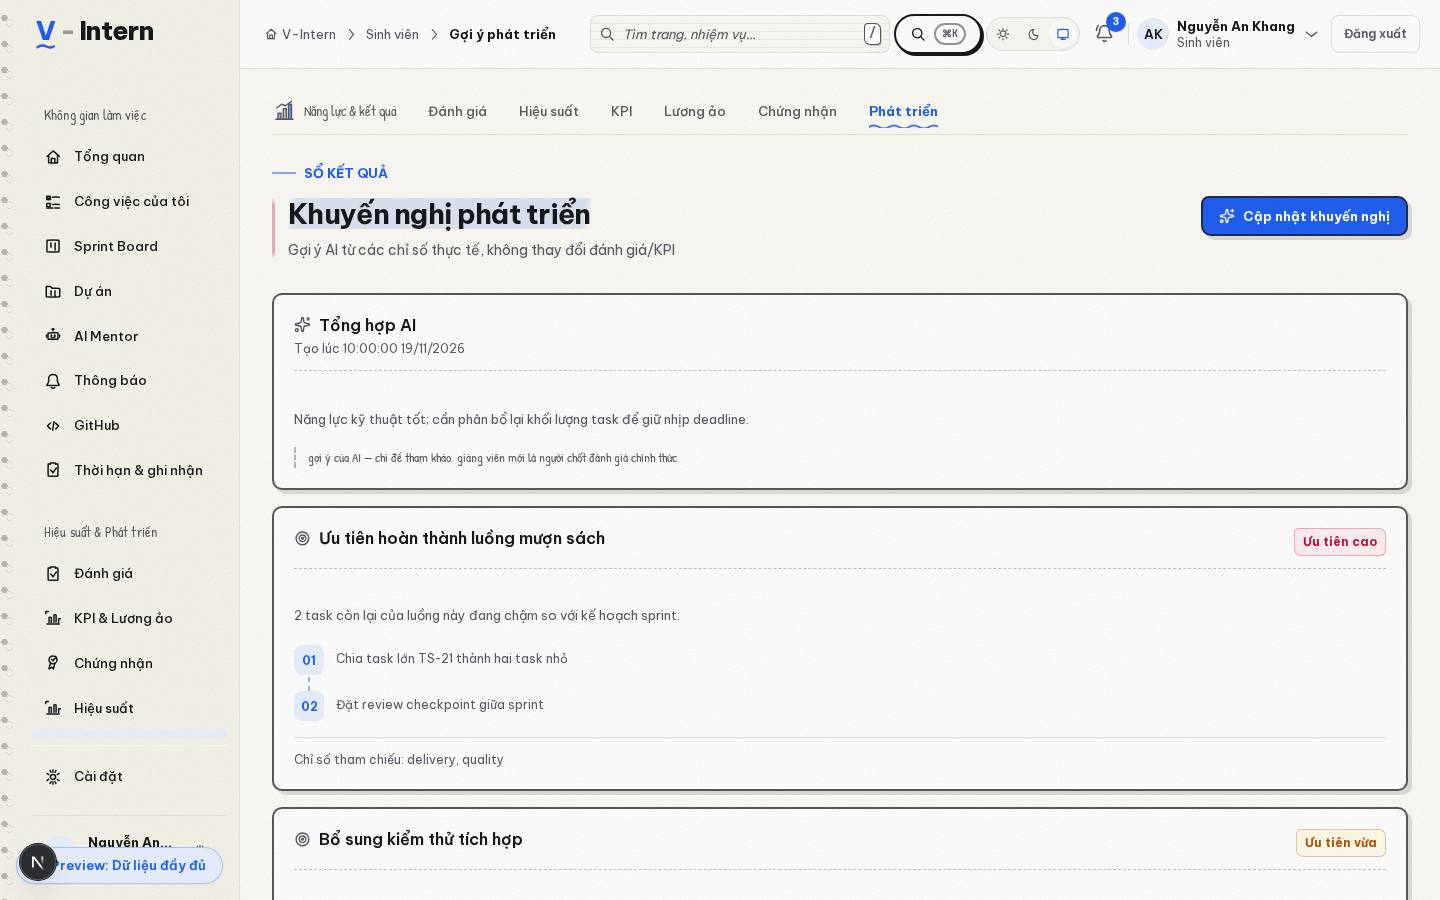 V - Intern
V-Intern > Sinh viên > Gợi ý phát triển
Tìm trang, nhiệm vụ...
/
⌘K
3
AK
Nguyễn An Khang
Sinh viên
Đăng xuất
Không gian làm việc
Tổng quan
Công việc của tôi
Sprint Board
Dự án
AI Mentor
Thông báo
GitHub
Thời hạn & ghi nhận
Hiệu suất & Phát triển
Đánh giá
KPI & Lương ảo
Chứng nhận
Hiệu suất
Cài đặt
Nguyễn An...
N
Preview: Dữ liệu đầy đủ
Năng lực & kết quả
Đánh giá
Hiệu suất
KPI
Lương ảo
Chứng nhận
Phát triển
SỔ KẾT QUẢ
Khuyến nghị phát triển
Gợi ý AI từ các chỉ số thực tế, không thay đổi đánh giá/KPI
Cập nhật khuyến nghị
Tổng hợp AI
Tạo lúc 10:00:00 19/11/2026
Năng lực kỹ thuật tốt; cần phân bổ lại khối lượng task để giữ nhịp deadline.
gợi ý của AI — chỉ để tham khảo. giảng viên mới là người chốt đánh giá chính thức
Ưu tiên hoàn thành luồng mượn sách
Ưu tiên cao
2 task còn lại của luồng này đang chậm so với kế hoạch sprint.
01 Chia task lớn TS-21 thành hai task nhỏ
02 Đặt review checkpoint giữa sprint
Chỉ số tham chiếu: delivery, quality
Bổ sung kiểm thử tích hợp
Ưu tiên vừa